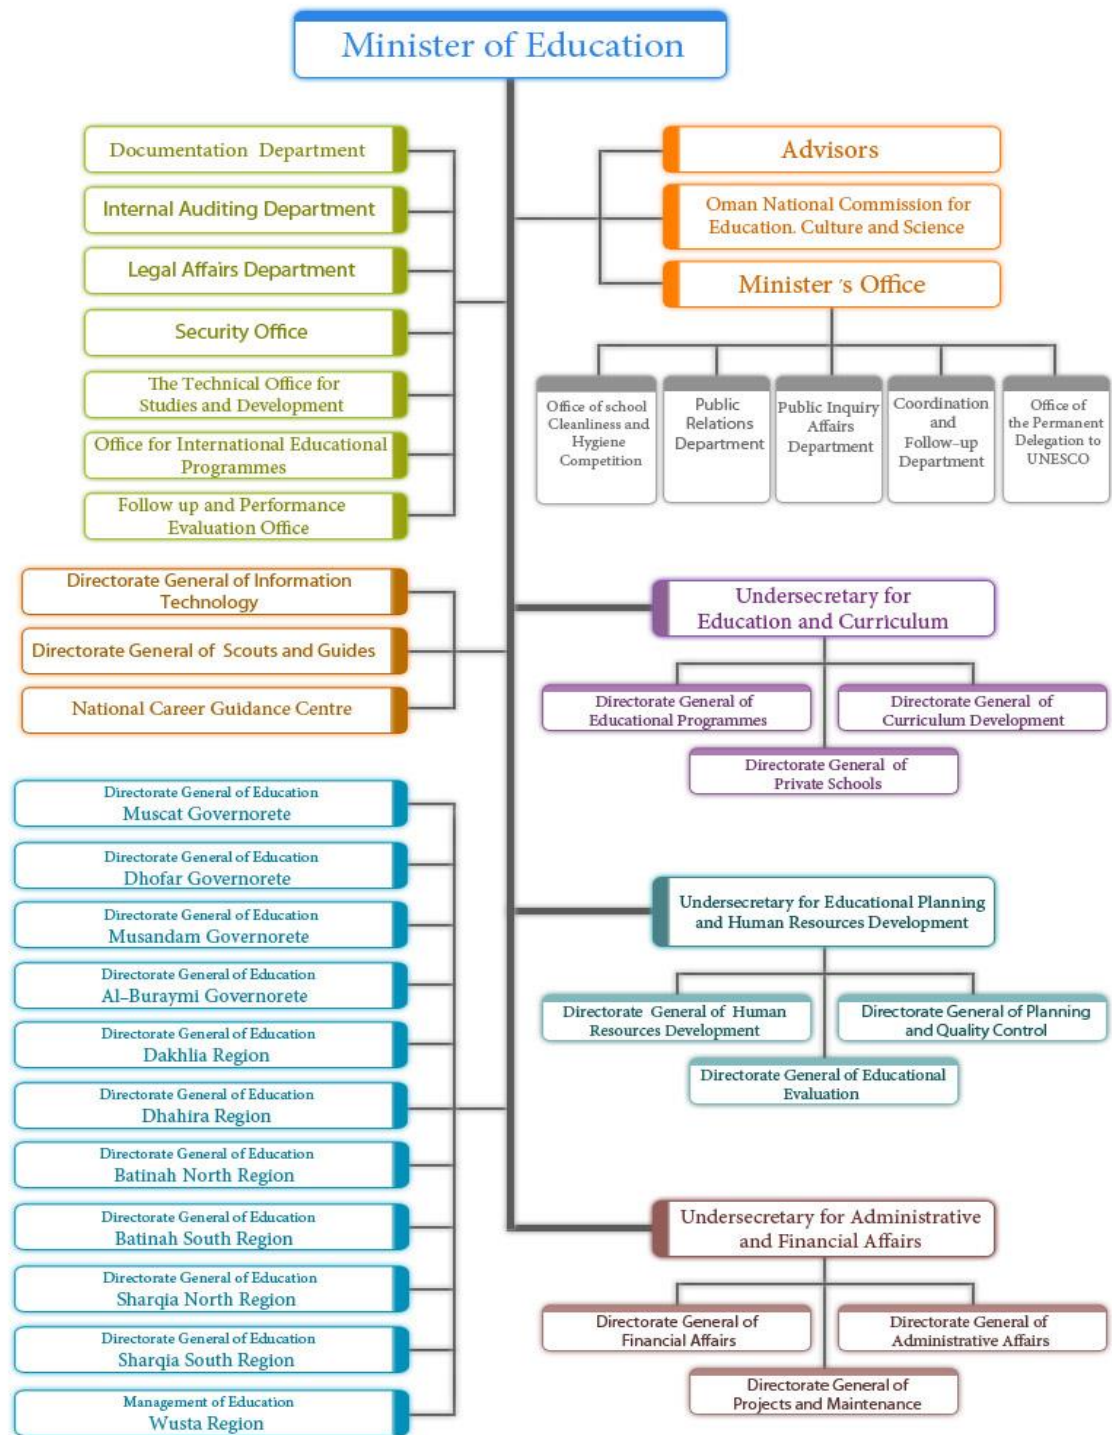 Minister of Education
Documentation Department
Internal Auditing Department
Legal Affairs Department
Security Office
The Technical Office for
Studies and Development
Office for International Educational
Programmes
Follow up and Performance
Evaluation Office
Advisors
Oman National Commission for
Education. Culture and Science
Minister ,s Office
Office of school
Cleanliness and
Hygiene
Competition
Public
Relations
Department
Public Inquiry
Affairs
Department
Coordination
and
Follow-up
Department
Office of
the Permanent
Delegation to
UNESCO
Directorate General of Information
Technology
Directorate General of Scouts and Guides
National Career Guidance Centre
Undersecretary for
Education and Curriculum
Directorate General of
Educational Programmes
Directorate General of
Curriculum Development
Directorate General of
Private Schools
Directorate General of Education
Muscat Governorete
Directorate General of Education
Dhofar Governorete
Directorate General of Education
Musandam Governorete
Directorate General of Education
Al-Buraymi Governorete
Directorate General of Education
Dakhlia Region
Directorate General of Education
Dhahira Region
Directorate General of Education
Batinah North Region
Directorate General of Education
Batinah South Region
Directorate General of Education
Sharqia North Region
Directorate General of Education
Sharqia South Region
Management of Education
Wusta Region
Undersecretary for Educational Planning
and Human Resources Development
Directorate General of Human
Resources Development
Directorate General of Planning
and Quality Control
Directorate General of Educational
Evaluation
Undersecretary for Administrative
and Financial Affairs
Directorate General of
Financial Affairs
Directorate General of
Administrative Affairs
Directorate General of
Projects and Maintenance